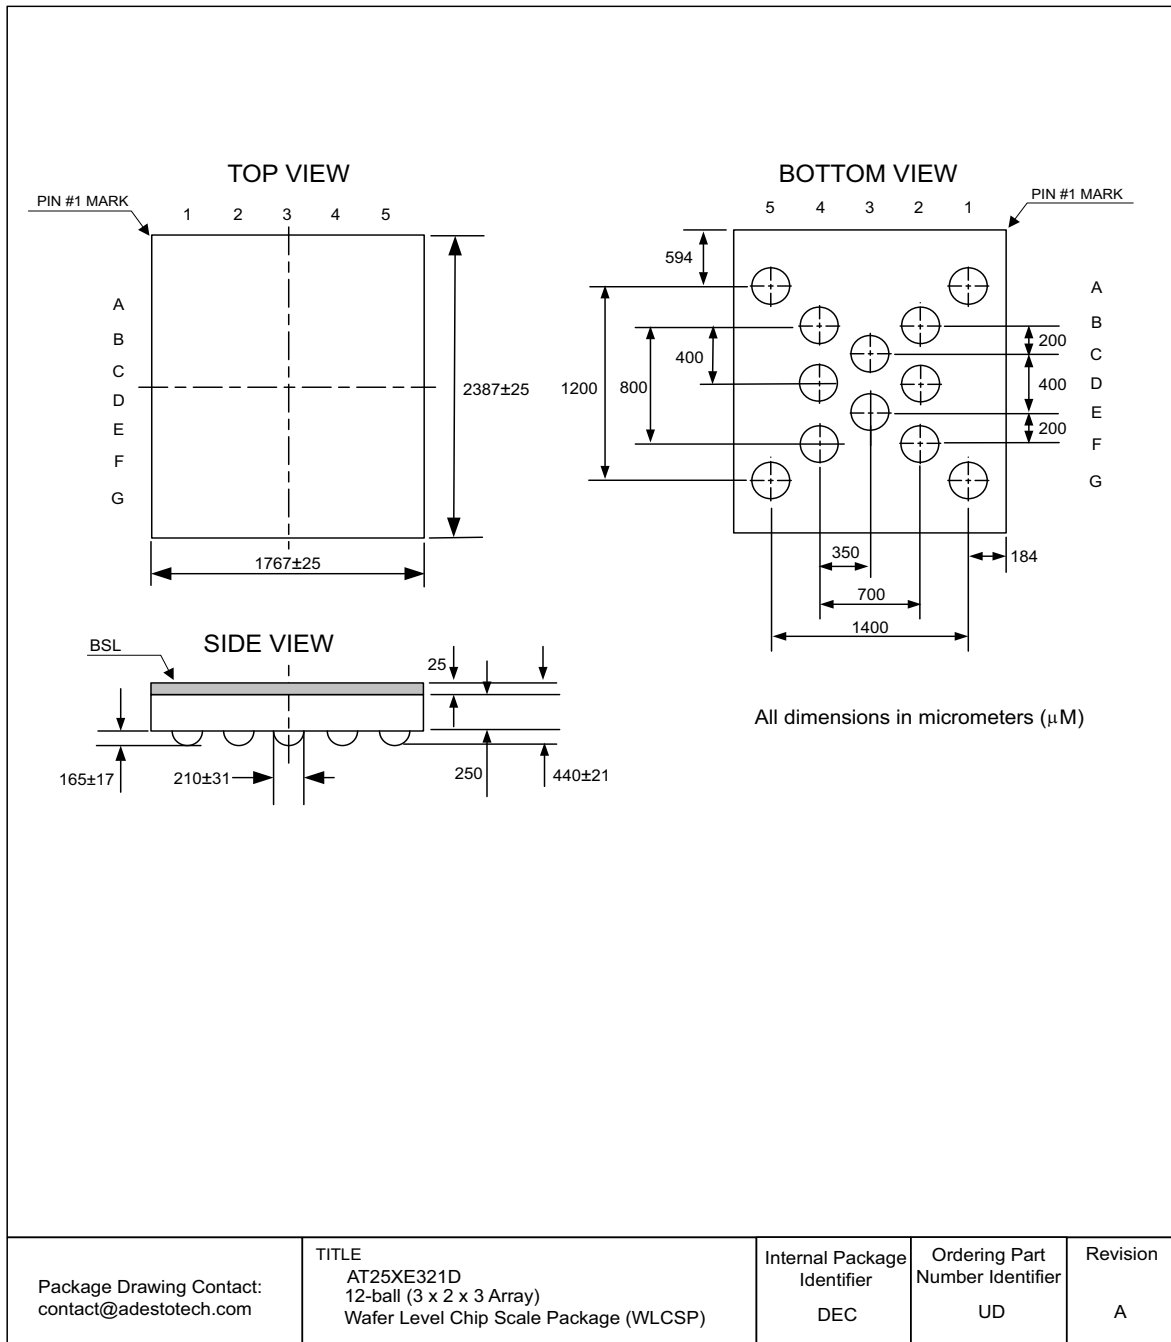 TOP VIEW
PIN #1 MARK
1 2 3 4 5
A
B
C
D
E
F
G
2387±25
1767±25
BOTTOM VIEW
PIN #1 MARK
5 4 3 2 1
594
1200
800
400
A
B
C
D
E
F
G
200
400
200
350
184
700
1400
SIDE VIEW
BSL
25
165±17
210±31
250
440±21
All dimensions in micrometers (μM)
Package Drawing Contact:
contact@adestotech.com
TITLE
AT25XE321D
12-ball (3 x 2 x 3 Array)
Wafer Level Chip Scale Package (WLCSP)
Internal Package
Identifier
DEC
Ordering Part
Number Identifier
UD
Revision
A